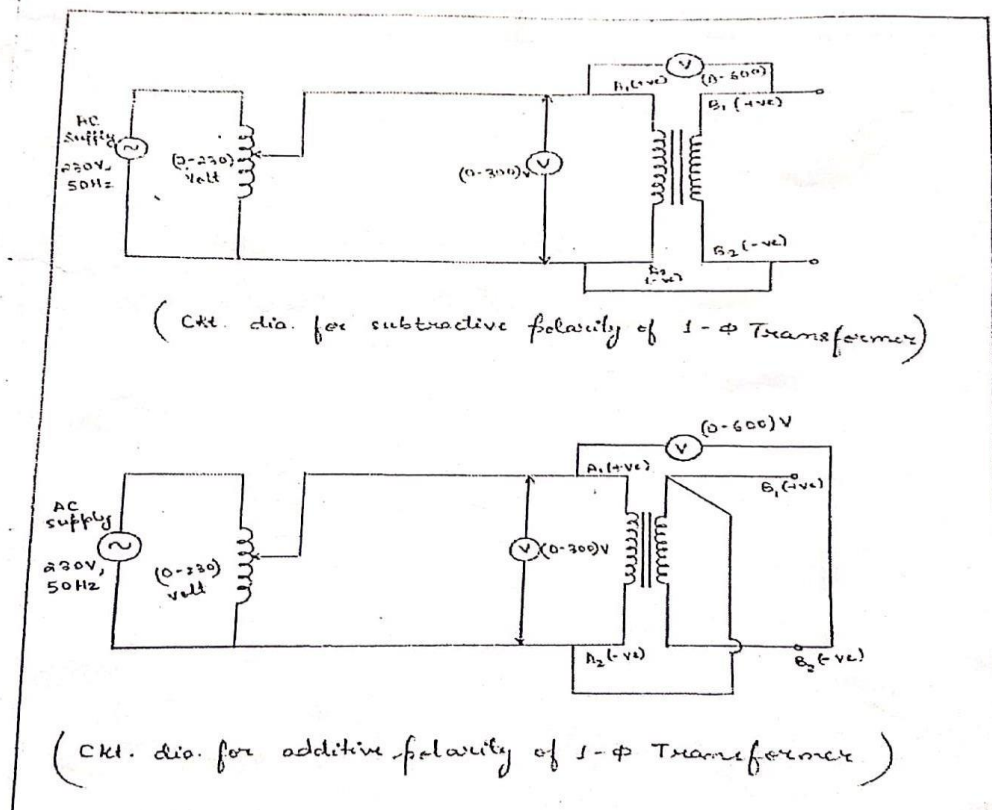 A1(+ve)
V
(0-600)
B1(+ve)
AC
supply
230V,
50Hz
(0-230)
volt
V
(0-300)v
B2(-ve)
A2
(-ve)
(Ckt. dia. for subtractive polarity of 1-Φ Transformer)
(0-600)V
V
A1(+ve)
B1(+ve)
AC
supply
230V,
50Hz
(0-230)
volt
V
(0-300)V
A2(-ve)
B2(-ve)
(Ckt. dia. for additive polarity of 1-Φ Transformer)